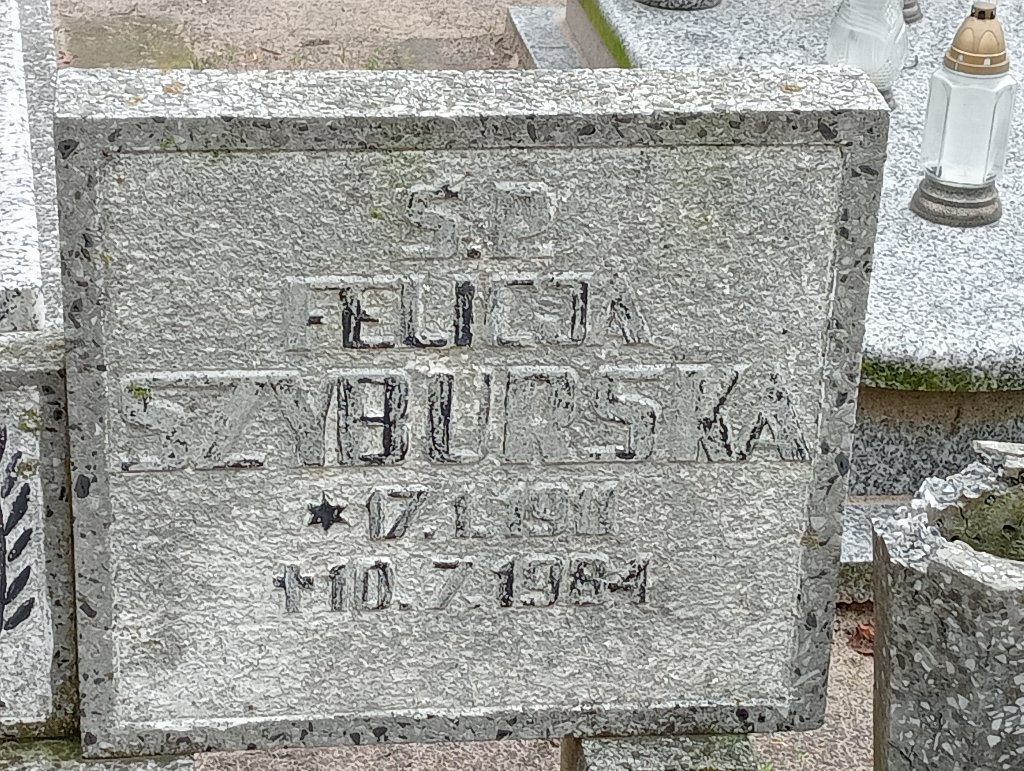 Ś.P.
FELICJA
SZYBURSKA
* 17.1.1911
† 10.7.1984